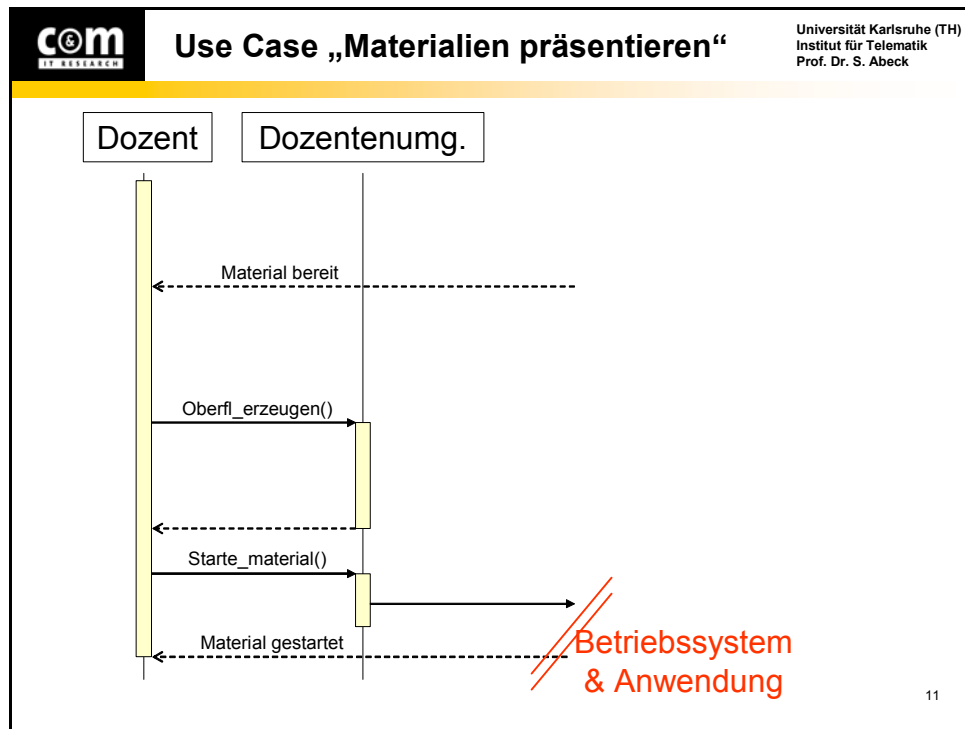 C&M
IT RESEARCH
Use Case „Materialien präsentieren“
Universität Karlsruhe (TH)
Institut für Telematik
Prof. Dr. S. Abeck
Dozent
Dozentenumg.
Material bereit
Oberfl_erzeugen()
Starte_material()
Material gestartet
Betriebssystem
& Anwendung
11